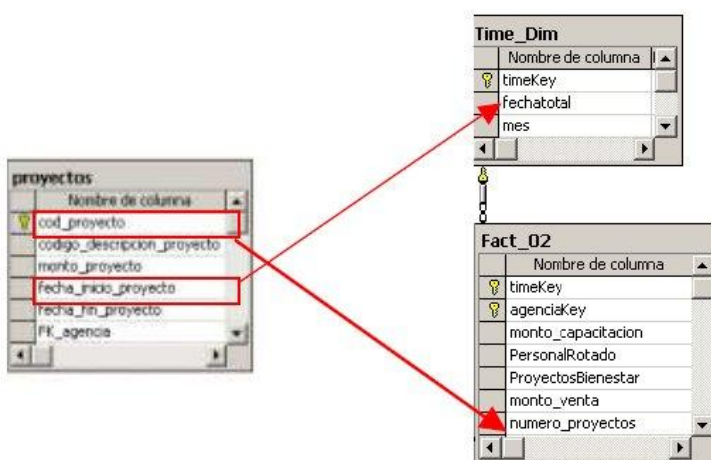 Time_Dim
Nombre de columna
timeKey
fechatotal
mes
proyectos
Nombre de columna
cod_proyecto
codigo_descripcion_proyecto
monto_proyecto
fecha_inicio_proyecto
fecha_fin_proyecto
FK_agencia
Fact_02
Nombre de columna
timeKey
agenciaKey
monto_capacitacion
PersonalRotado
ProyectosBienestar
monto_venta
numero_proyectos